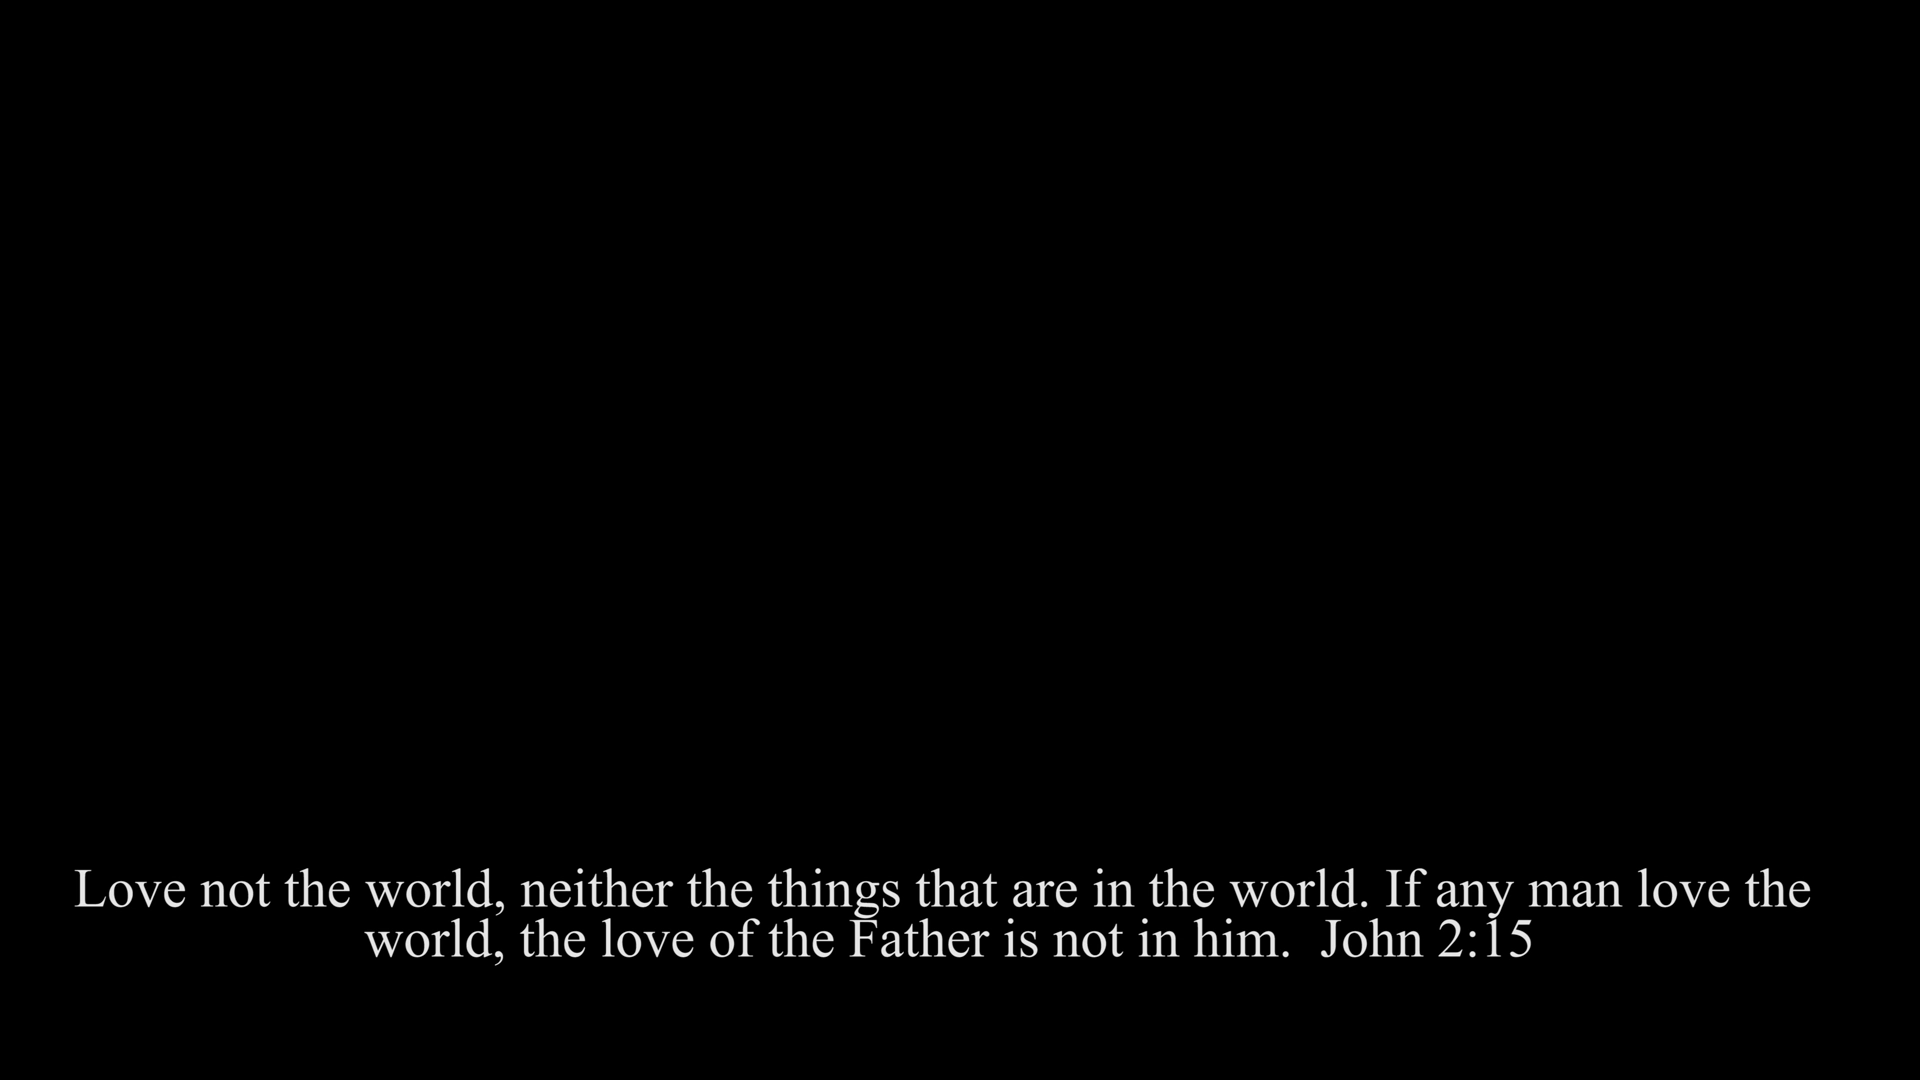 Love not the world, neither the things that are in the world. If any man love the
world, the love of the Father is not in him.  John 2:15